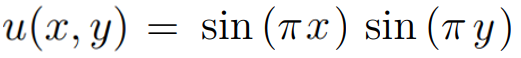 u(x, y) = sin (π x) sin (π y)